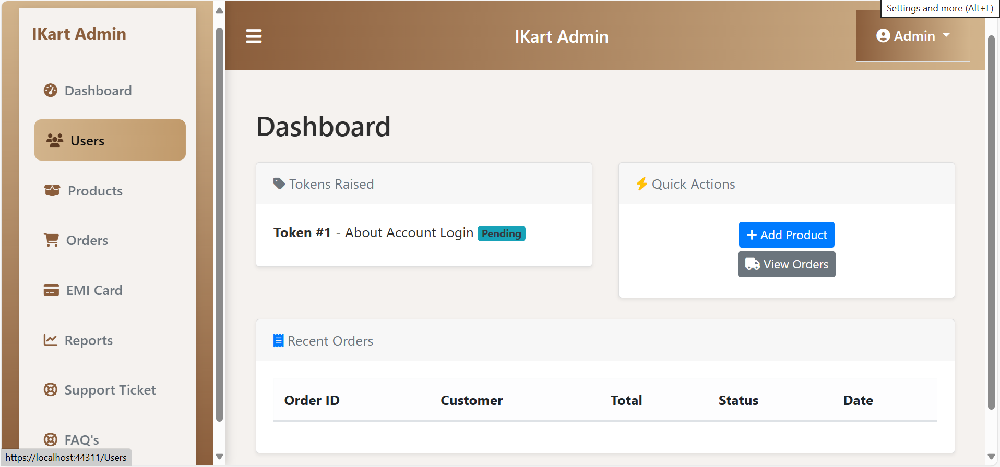 Settings and more (Alt+F)
IKart Admin
IKart Admin
Admin
Dashboard
Users
Products
Orders
EMI Card
Reports
Support Ticket
FAQ's
https://localhost:44311/Users
Dashboard
Tokens Raised
Token #1 - About Account Login Pending
Quick Actions
Add Product
View Orders
Recent Orders
Order ID Customer Total Status Date